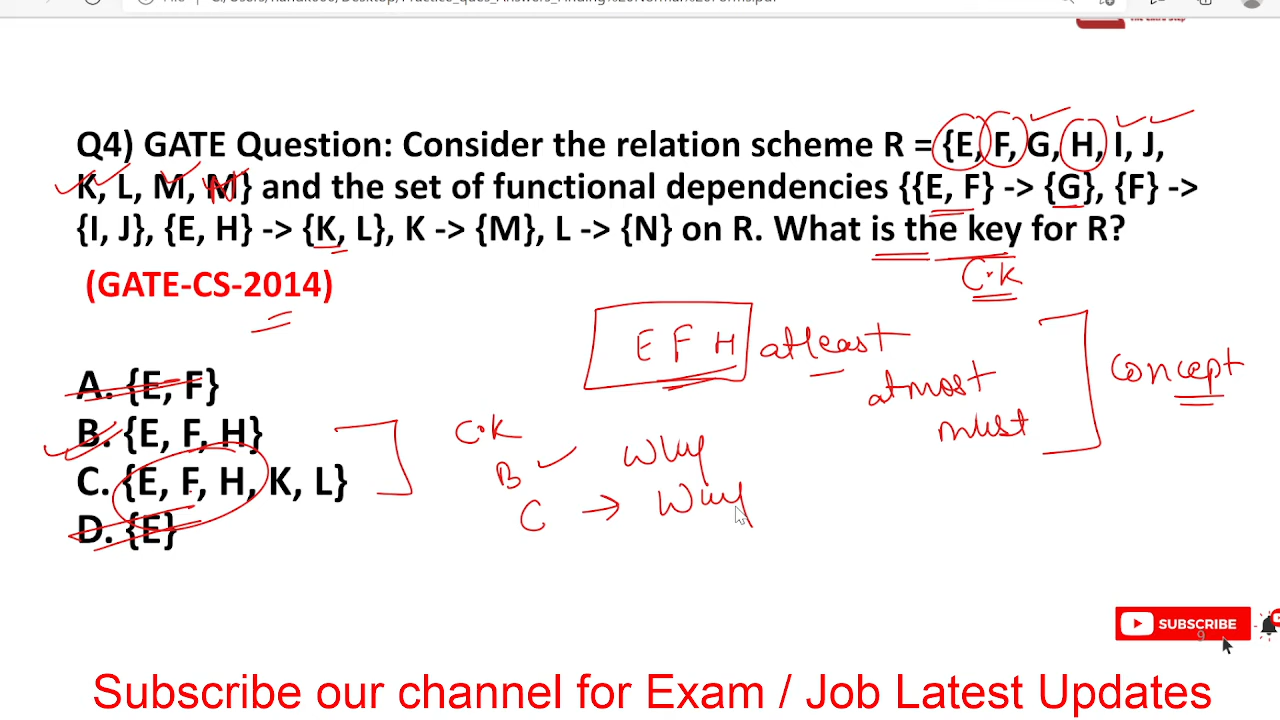 Q4) GATE Question: Consider the relation scheme R = {E, F, G, H, I, J,
K, L, M, M} and the set of functional dependencies {{E, F} -> {G}, {F} ->
{I, J}, {E, H} -> {K, L}, K -> {M}, L -> {N} on R. What is the key for R?
C.K
(GATE-CS-2014)
E F H atleast
atmost
must
concept
A. {E, F}
B. {E, F, H}
C. {E, F, H, K, L}
D. {E}
C.K
B why
C → Why
SUBSCRIBE
9
Subscribe our channel for Exam / Job Latest Updates